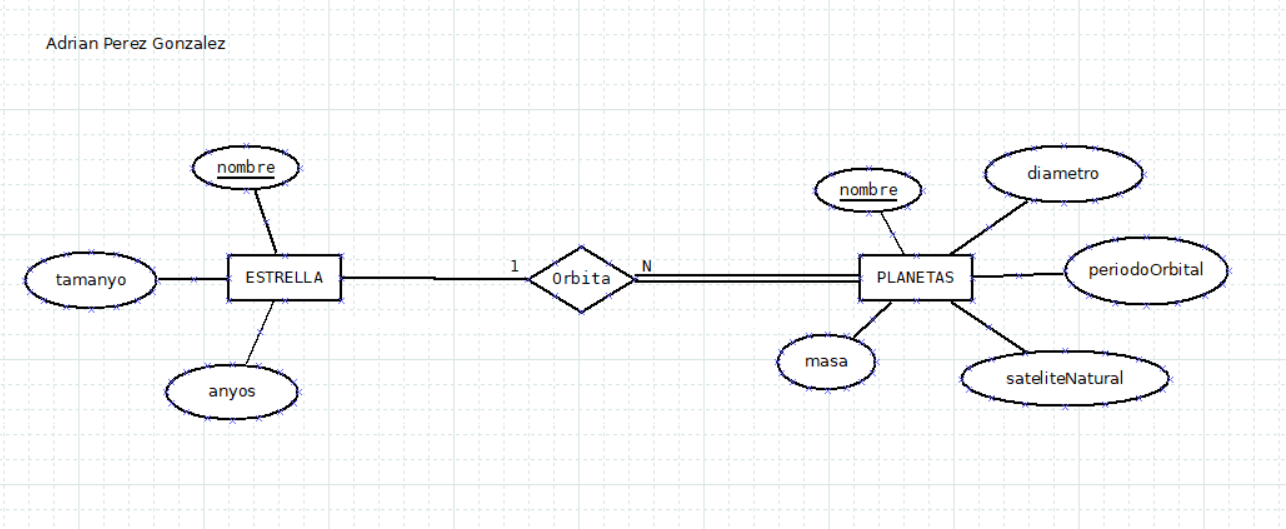 Adrian Perez Gonzalez
nombre
tamanyo
ESTRELLA
anyos
1
Orbita
N
nombre
diametro
PLANETAS
periodoOrbital
masa
sateliteNatural